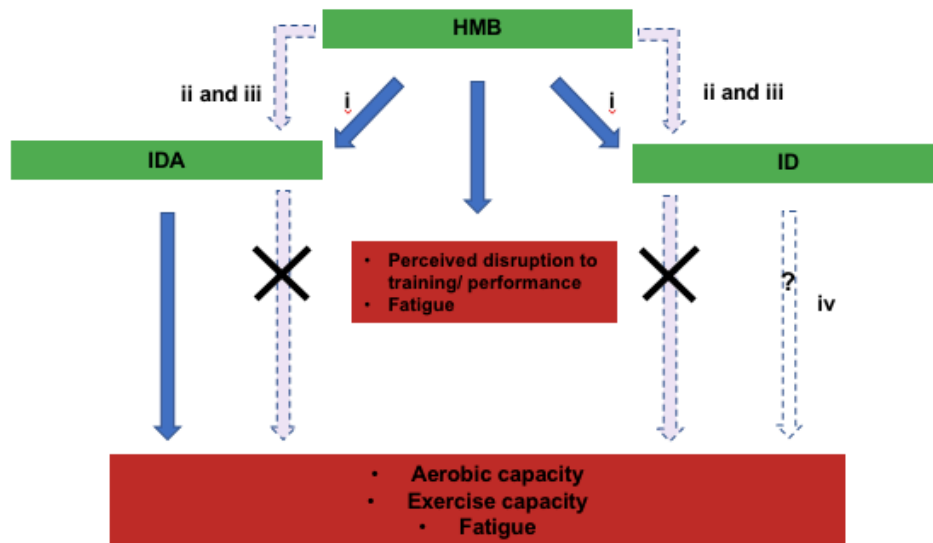 HMB
ii and iii
i
i
ii and iii
IDA
ID
• Perceived disruption to
training/ performance
• Fatigue
?
iv
• Aerobic capacity
• Exercise capacity
• Fatigue